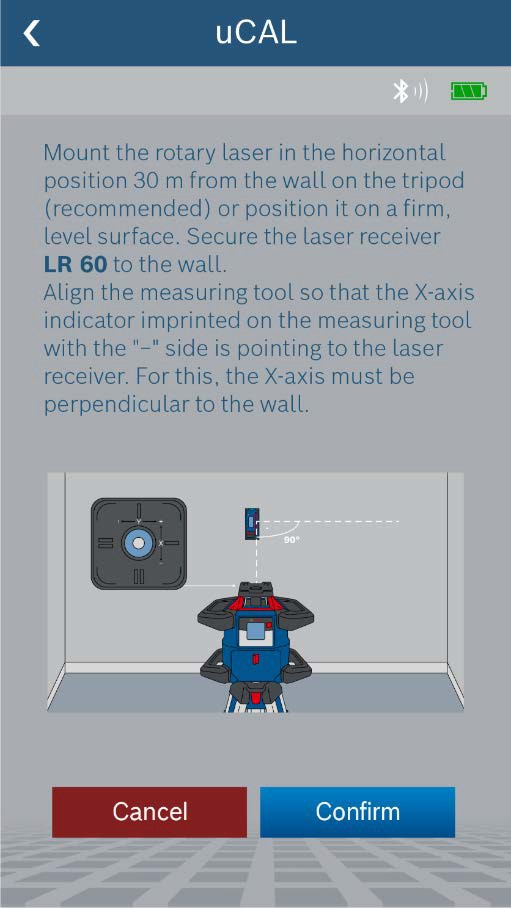 uCAL
Mount the rotary laser in the horizontal
position 30 m from the wall on the tripod
(recommended) or position it on a firm,
level surface. Secure the laser receiver
LR 60 to the wall.
Align the measuring tool so that the X-axis
indicator imprinted on the measuring tool
with the "–" side is pointing to the laser
receiver. For this, the X-axis must be
perpendicular to the wall.
Y
X
90°
Cancel
Confirm